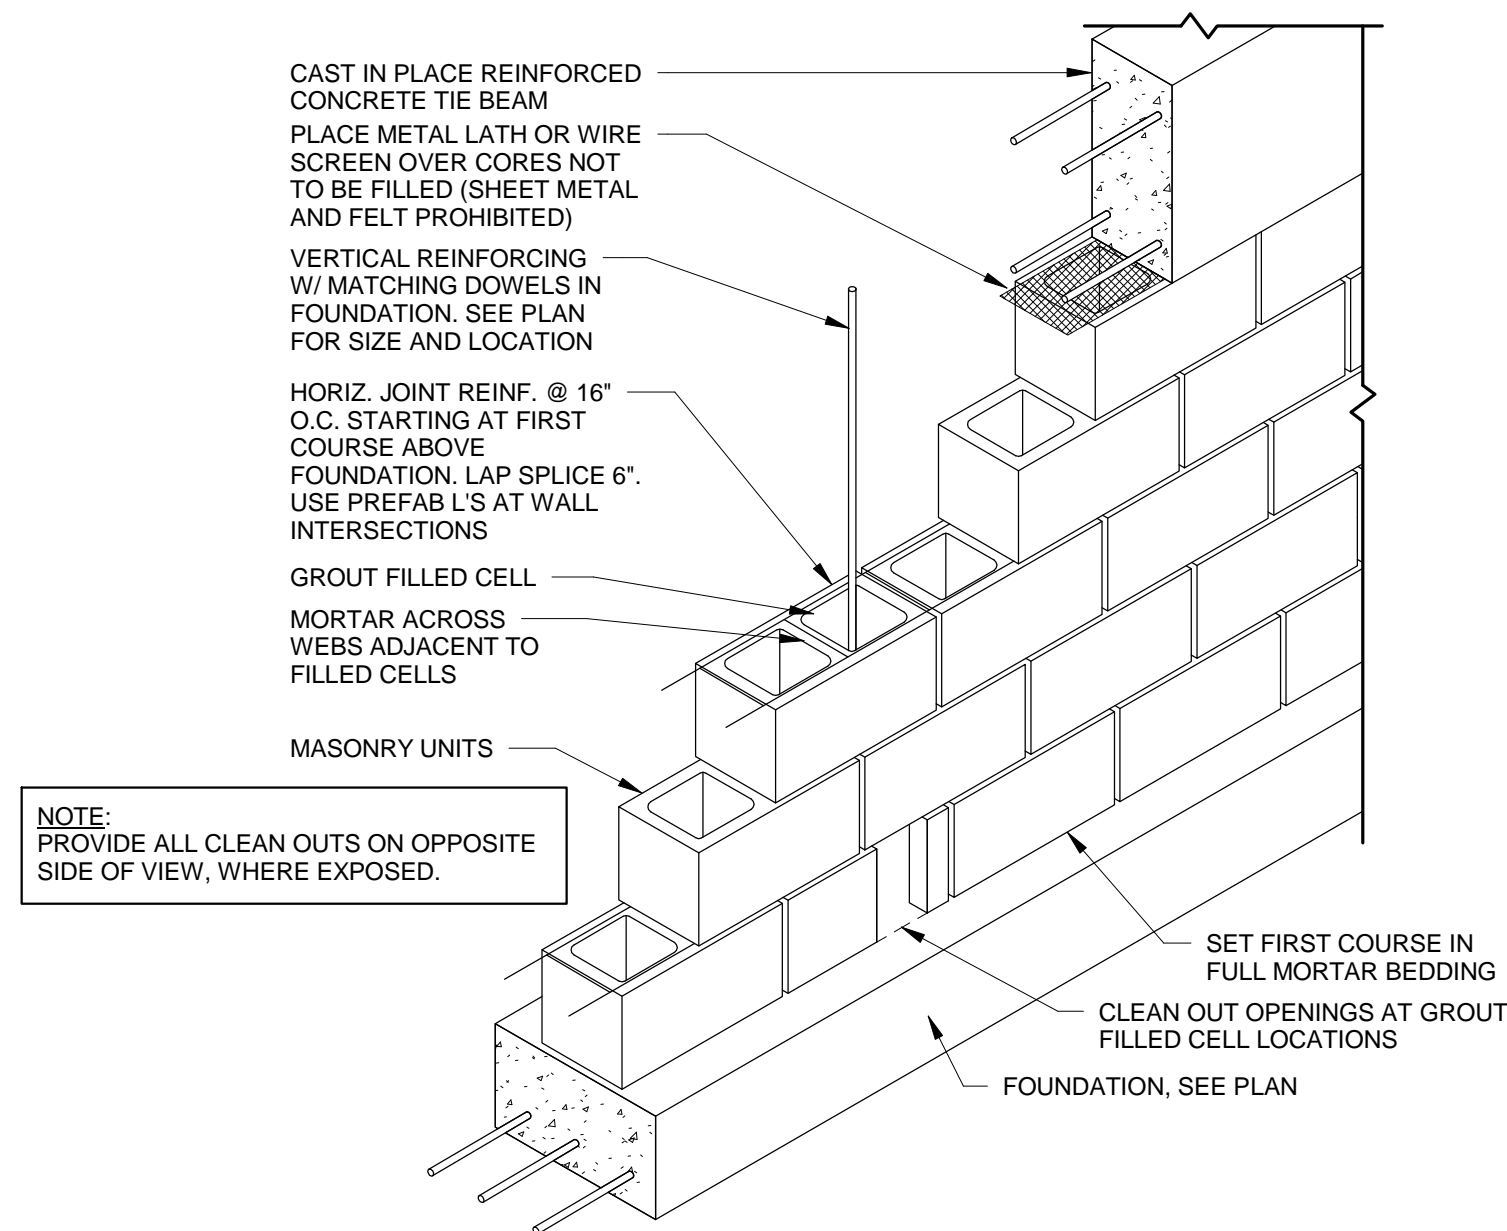 CAST IN PLACE REINFORCED
CONCRETE TIE BEAM
PLACE METAL LATH OR WIRE
SCREEN OVER CORES NOT
TO BE FILLED (SHEET METAL
AND FELT PROHIBITED)
VERTICAL REINFORCING
W/ MATCHING DOWELS IN
FOUNDATION. SEE PLAN
FOR SIZE AND LOCATION
HORIZ. JOINT REINF. @ 16"
O.C. STARTING AT FIRST
COURSE ABOVE
FOUNDATION. LAP SPLICE 6".
USE PREFAB L'S AT WALL
INTERSECTIONS
GROUT FILLED CELL
MORTAR ACROSS
WEBS ADJACENT TO
FILLED CELLS
MASONRY UNITS
NOTE:
PROVIDE ALL CLEAN OUTS ON OPPOSITE
SIDE OF VIEW, WHERE EXPOSED.
SET FIRST COURSE IN
FULL MORTAR BEDDING
CLEAN OUT OPENINGS AT GROUT
FILLED CELL LOCATIONS
FOUNDATION, SEE PLAN